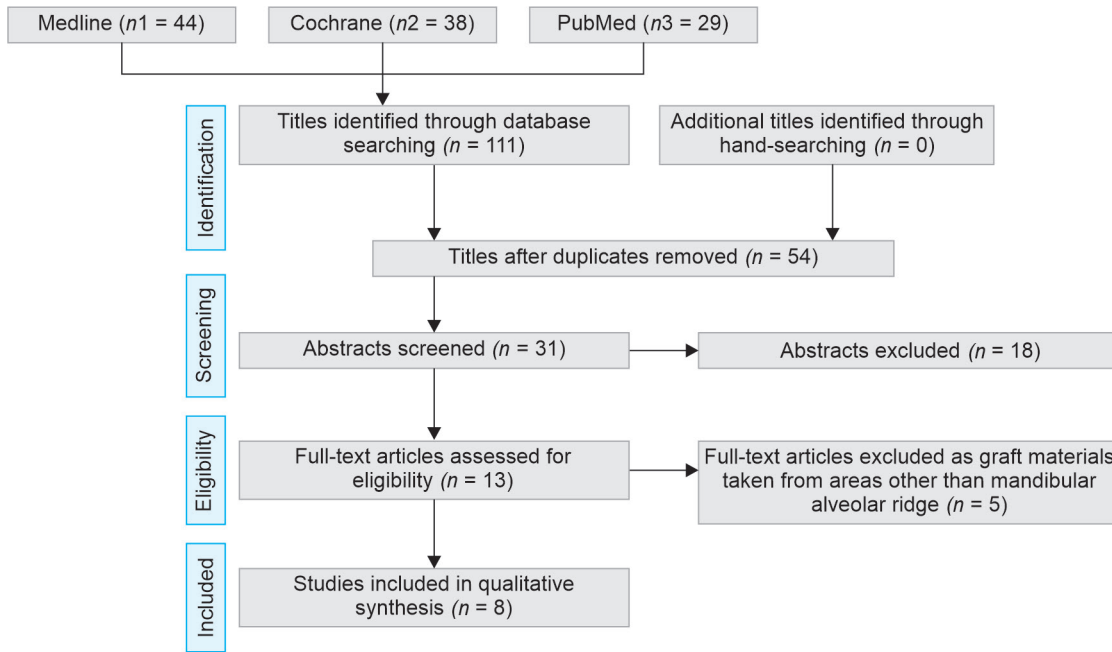 Medline (n1 = 44)
Cochrane (n2 = 38)
PubMed (n3 = 29)
Identification
Titles identified through database
searching (n = 111)
Additional titles identified through
hand-searching (n = 0)
Titles after duplicates removed (n = 54)
Screening
Abstracts screened (n = 31)
Abstracts excluded (n = 18)
Eligibility
Full-text articles assessed for
eligibility (n = 13)
Full-text articles excluded as graft materials
taken from areas other than mandibular
alveolar ridge (n = 5)
Included
Studies included in qualitative
synthesis (n = 8)